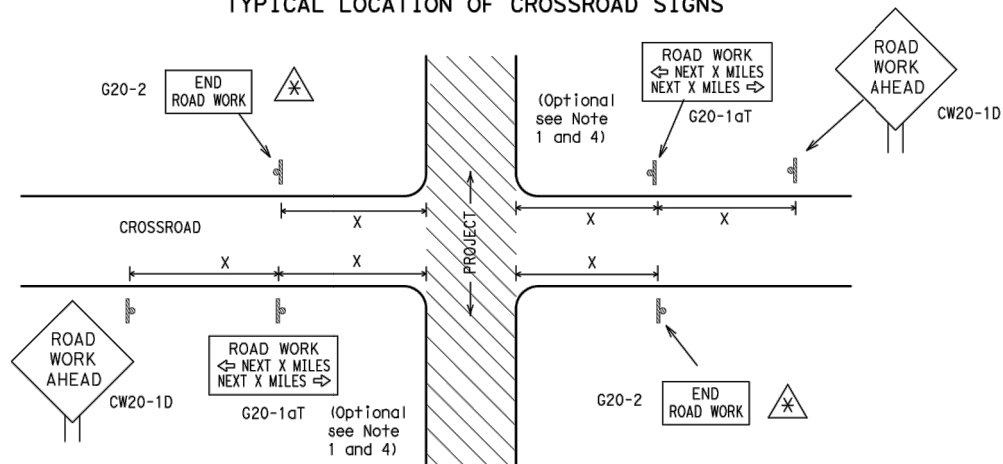 TYPICAL LOCATION OF CROSSROAD SIGNS
G20-2
END
ROAD WORK
*
(Optional
see Note
1 and 4)
ROAD WORK
⇦ NEXT X MILES
NEXT X MILES ⇨
G20-1aT
ROAD
WORK
AHEAD
CW20-1D
X
X
X
CROSSROAD
PROJECT
X
X
X
ROAD
WORK
AHEAD
CW20-1D
ROAD WORK
⇦ NEXT X MILES
NEXT X MILES ⇨
G20-1aT
(Optional
see Note
1 and 4)
G20-2
END
ROAD WORK
*